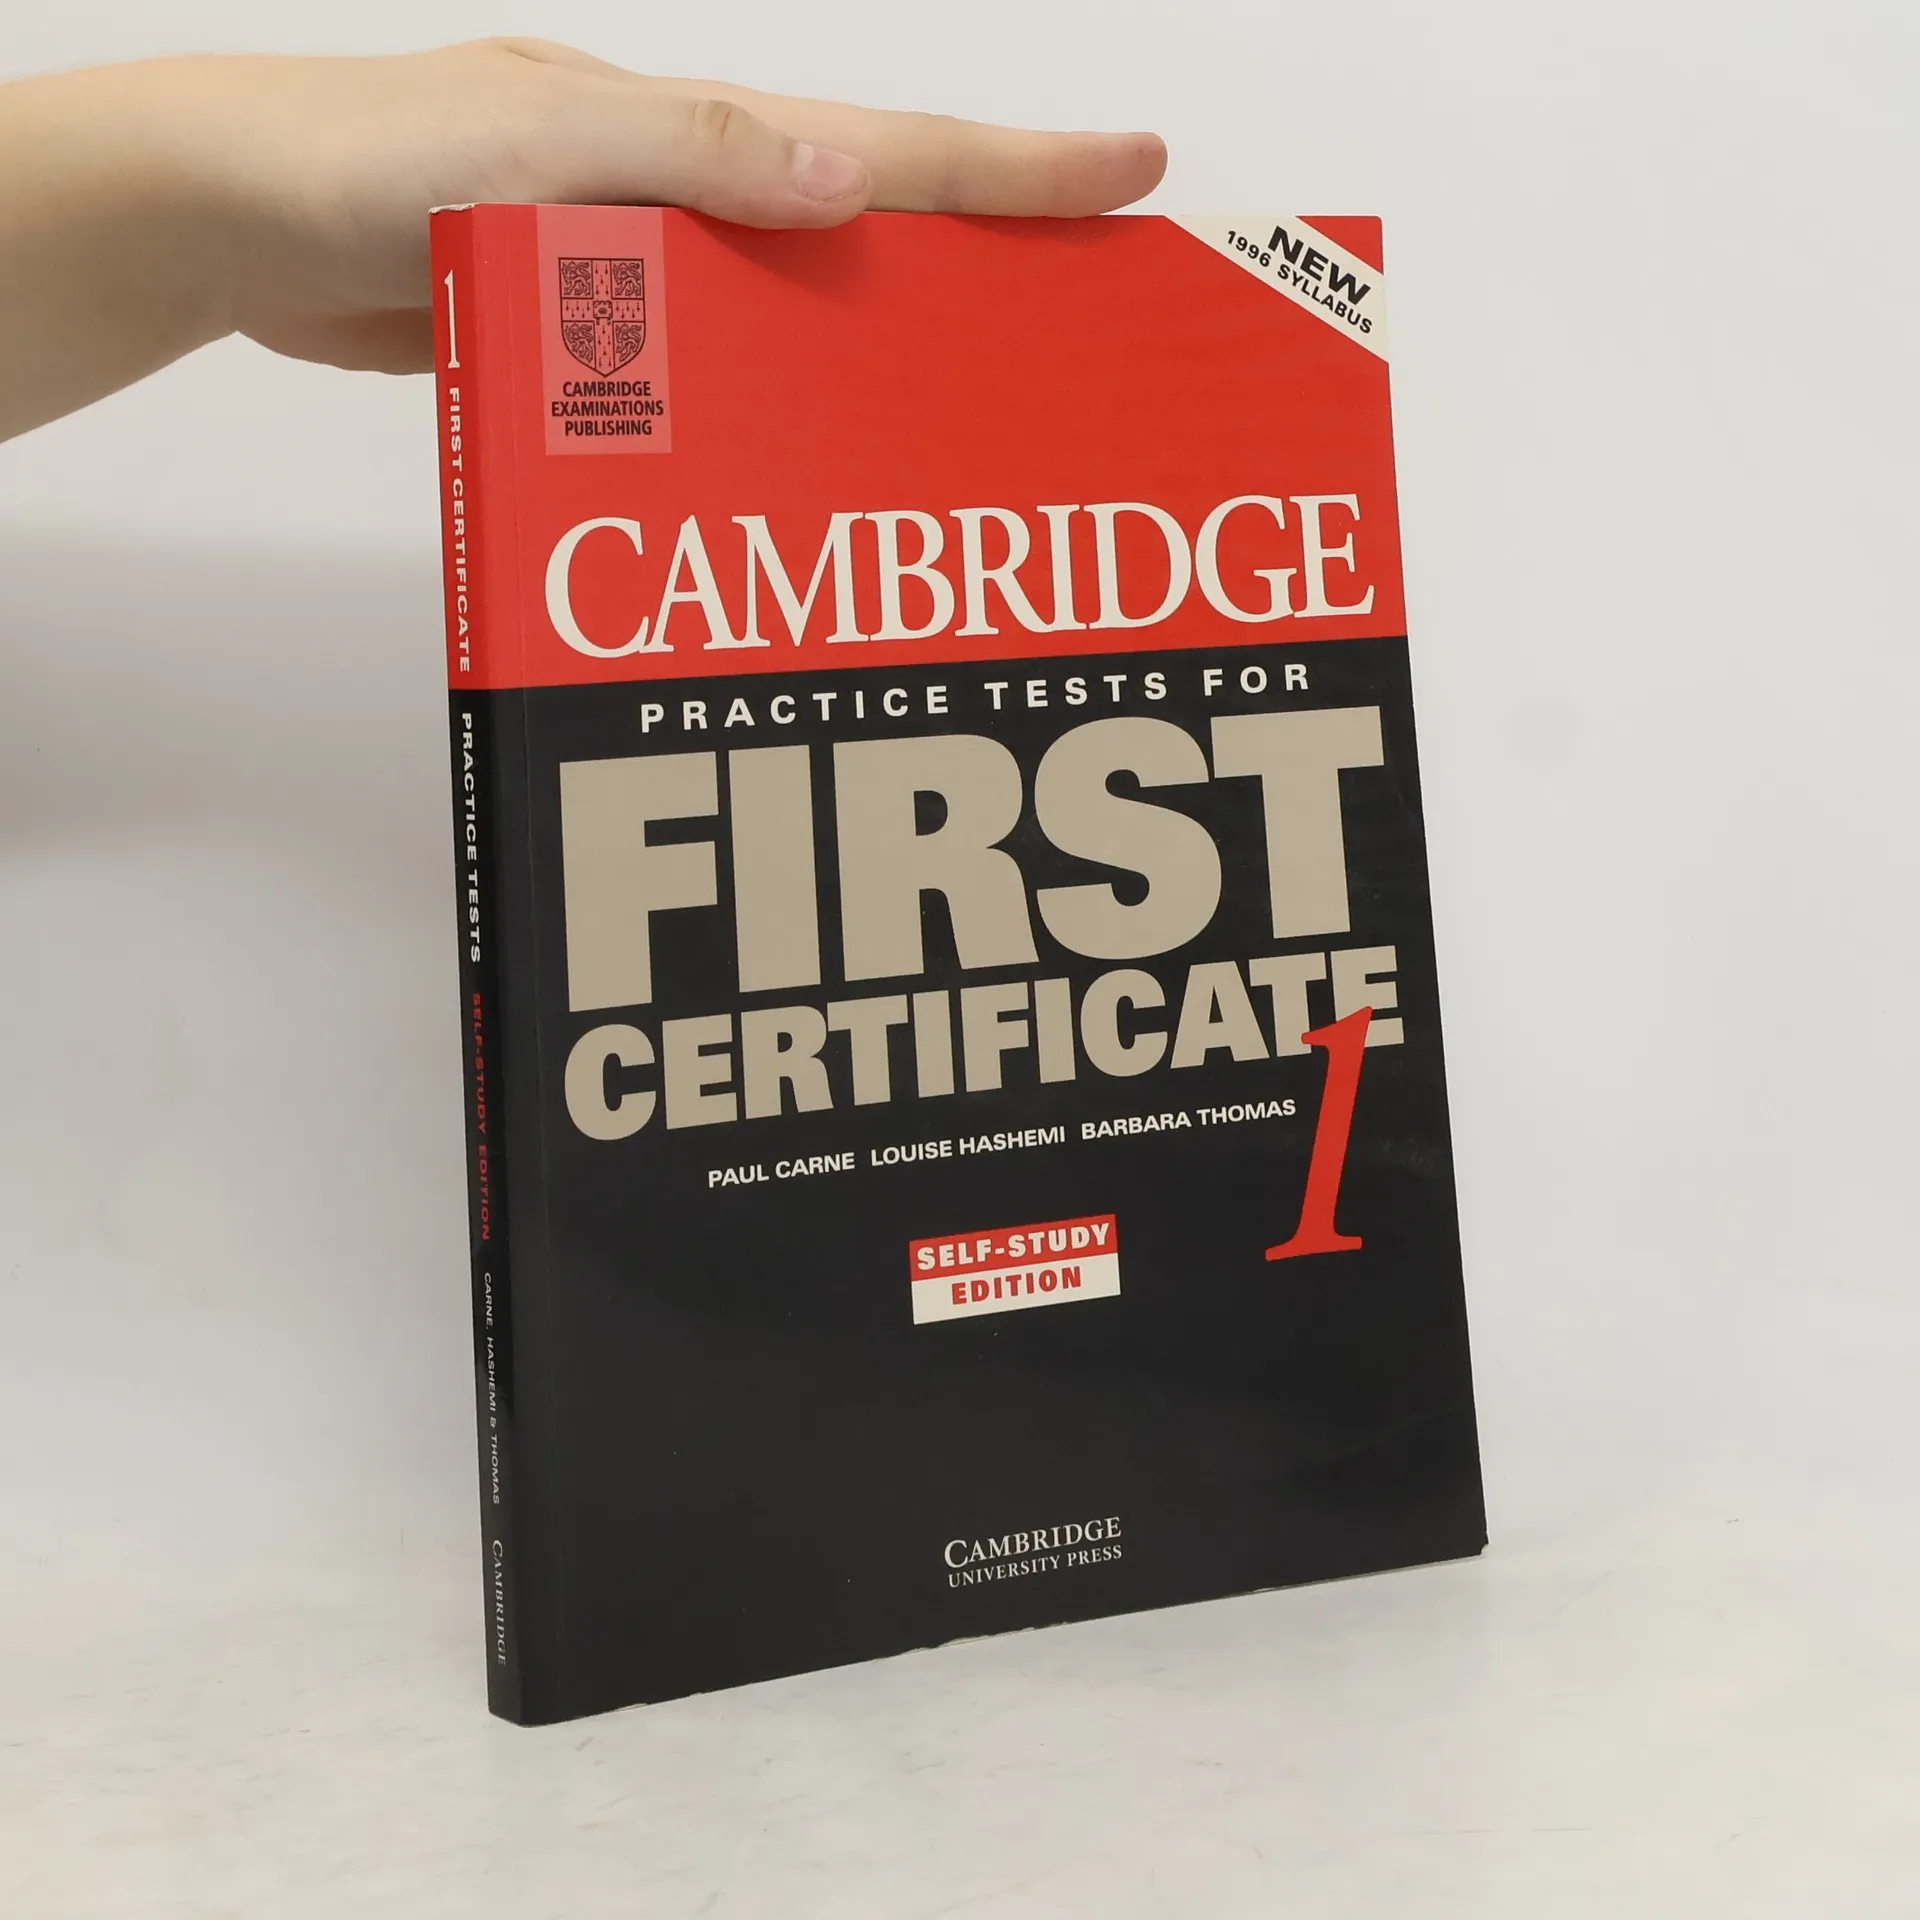 NEW
1996 SYLLABUS
CAMBRIDGE
EXAMINATIONS
PUBLISHING
CAMBRIDGE
PRACTICE TESTS FOR
FIRST
CERTIFICATE
1
PAUL CARNE LOUISE HASHEMI BARBARA THOMAS
SELF-STUDY
EDITION
CAMBRIDGE
UNIVERSITY PRESS
1 FIRST CERTIFICATE PRACTICE TESTS SELF-STUDY EDITION CARNE, HASHEMI & THOMAS CAMBRIDGE